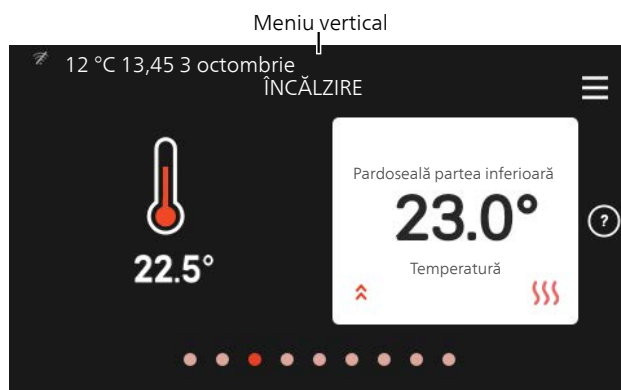 Meniu vertical
12 °C 13,45 3 octombrie
ÎNCĂLZIRE
Pardoseală partea inferioară
23.0°
Temperatură
22.5°
?